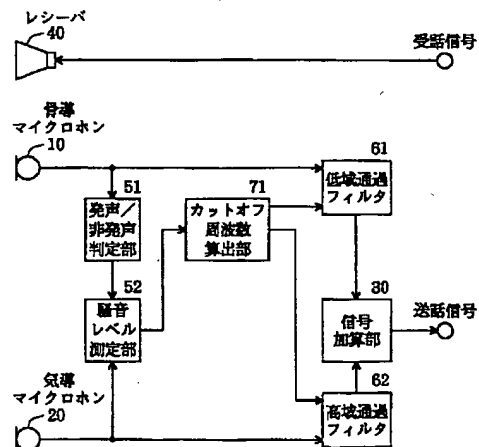 レシーバ
40
受話信号
骨導
マイクロホン
10
51
発声／
非発声
判定部
71
カットオフ
周波数
算出部
61
低域通過
フィルタ
52
騒音
レベル
測定部
30
信号
加算部
送話信号
気導
マイクロホン
20
62
高域通過
フィルタ